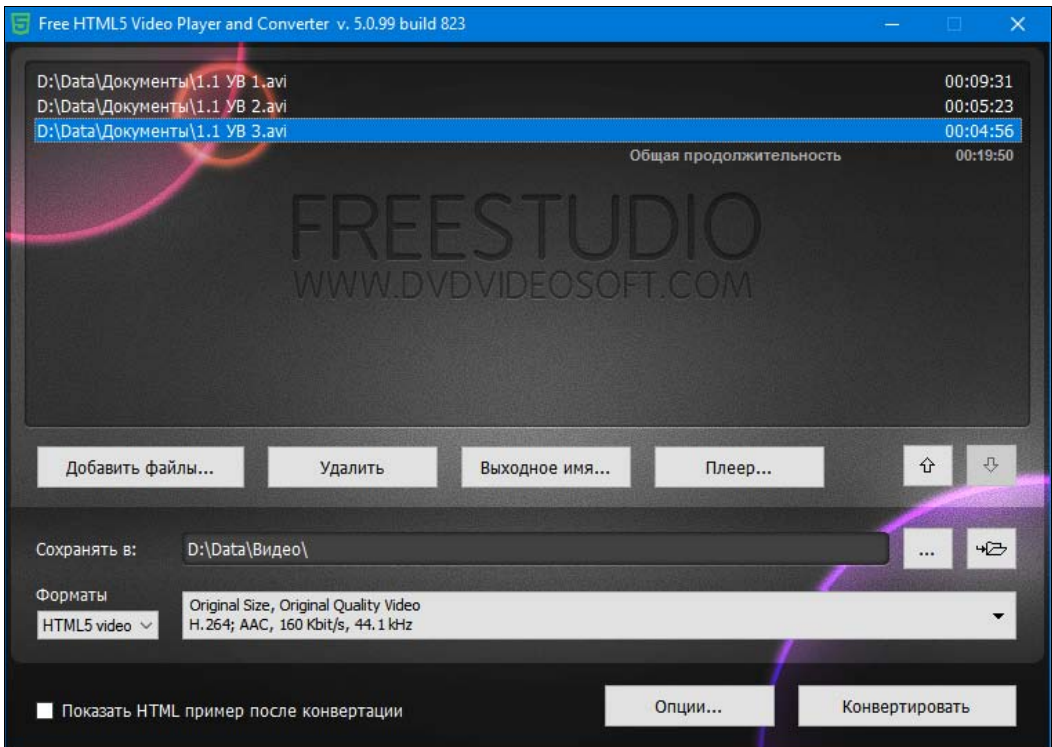 Free HTML5 Video Player and Converter v. 5.0.99 build 823
D:\Data\Документы\1.1 УВ 1.avi 00:09:31
D:\Data\Документы\1.1 УВ 2.avi 00:05:23
D:\Data\Документы\1.1 УВ 3.avi 00:04:56
Общая продолжительность 00:19:50
FREESTUDIO
WWW.DVDVIDEOSOFT.COM
Добавить файлы... Удалить Выходное имя... Плеер...
Сохранять в: D:\Data\Видео\ ...
Форматы
HTML5 video
Original Size, Original Quality Video
H.264; AAC, 160 Kbit/s, 44.1 kHz
Показать HTML пример после конвертации
Опции... Конвертировать